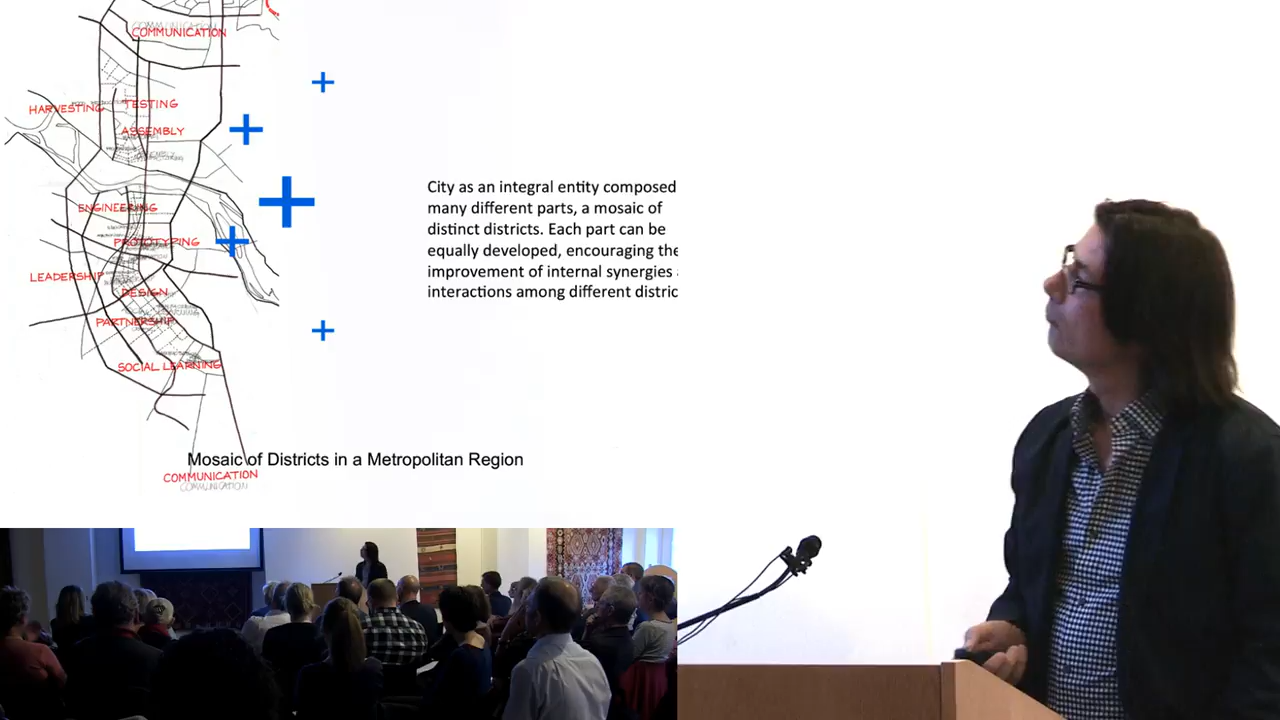 COMMUNICATION
COMMUNICATION
HARVESTING
TESTING
ASSEMBLY
ENGINEERING
PROTOTYPING
LEADERSHIP
DESIGN
PARTNERSHIP
SOCIAL LEARNING
City as an integral entity composed
many different parts, a mosaic of
distinct districts. Each part can be
equally developed, encouraging the
improvement of internal synergies
interactions among different distric
Mosaic of Districts in a Metropolitan Region
COMMUNICATION
COMMUNICATION